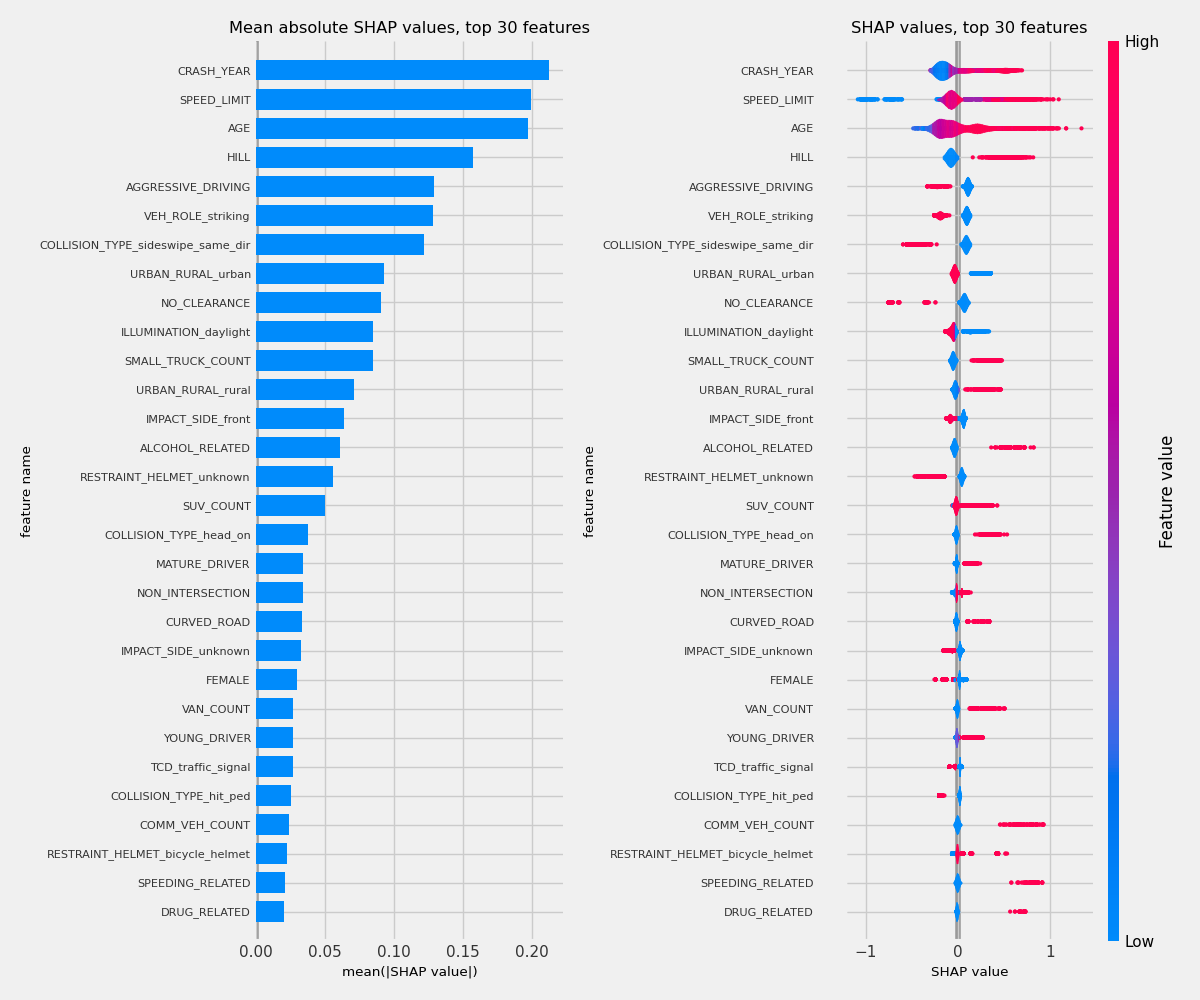 Mean absolute SHAP values, top 30 features
feature name
CRASH_YEAR
SPEED_LIMIT
AGE
HILL
AGGRESSIVE_DRIVING
VEH_ROLE_striking
COLLISION_TYPE_sideswipe_same_dir
URBAN_RURAL_urban
NO_CLEARANCE
ILLUMINATION_daylight
SMALL_TRUCK_COUNT
URBAN_RURAL_rural
IMPACT_SIDE_front
ALCOHOL_RELATED
RESTRAINT_HELMET_unknown
SUV_COUNT
COLLISION_TYPE_head_on
MATURE_DRIVER
NON_INTERSECTION
CURVED_ROAD
IMPACT_SIDE_unknown
FEMALE
VAN_COUNT
YOUNG_DRIVER
TCD_traffic_signal
COLLISION_TYPE_hit_ped
COMM_VEH_COUNT
RESTRAINT_HELMET_bicycle_helmet
SPEEDING_RELATED
DRUG_RELATED
0.00 0.05 0.10 0.15 0.20
mean(|SHAP value|)
SHAP values, top 30 features
feature name
CRASH_YEAR
SPEED_LIMIT
AGE
HILL
AGGRESSIVE_DRIVING
VEH_ROLE_striking
COLLISION_TYPE_sideswipe_same_dir
URBAN_RURAL_urban
NO_CLEARANCE
ILLUMINATION_daylight
SMALL_TRUCK_COUNT
URBAN_RURAL_rural
IMPACT_SIDE_front
ALCOHOL_RELATED
RESTRAINT_HELMET_unknown
SUV_COUNT
COLLISION_TYPE_head_on
MATURE_DRIVER
NON_INTERSECTION
CURVED_ROAD
IMPACT_SIDE_unknown
FEMALE
VAN_COUNT
YOUNG_DRIVER
TCD_traffic_signal
COLLISION_TYPE_hit_ped
COMM_VEH_COUNT
RESTRAINT_HELMET_bicycle_helmet
SPEEDING_RELATED
DRUG_RELATED
−1 0 1
SHAP value
High
Feature value
Low